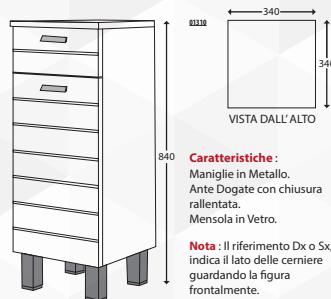 01310
340
340
VISTA DALL' ALTO
840
Caratteristiche :
Maniglie in Metallo.
Ante Dogate con chiusura
rallentata.
Mensola in Vetro.
Nota : Il riferimento Dx o Sx,
indica il lato delle cerniere
guardando la figura
frontalmente.